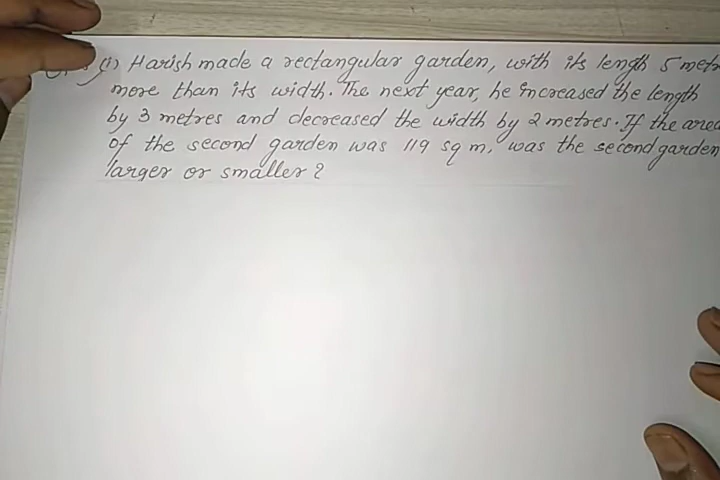 (i) Harish made a rectangular garden, with its length 5 metr
more than its width. The next year, he increased the length
by 3 metres and decreased the width by 2 metres. If the area
of the second garden was 119 sq m, was the second garden
larger or smaller?